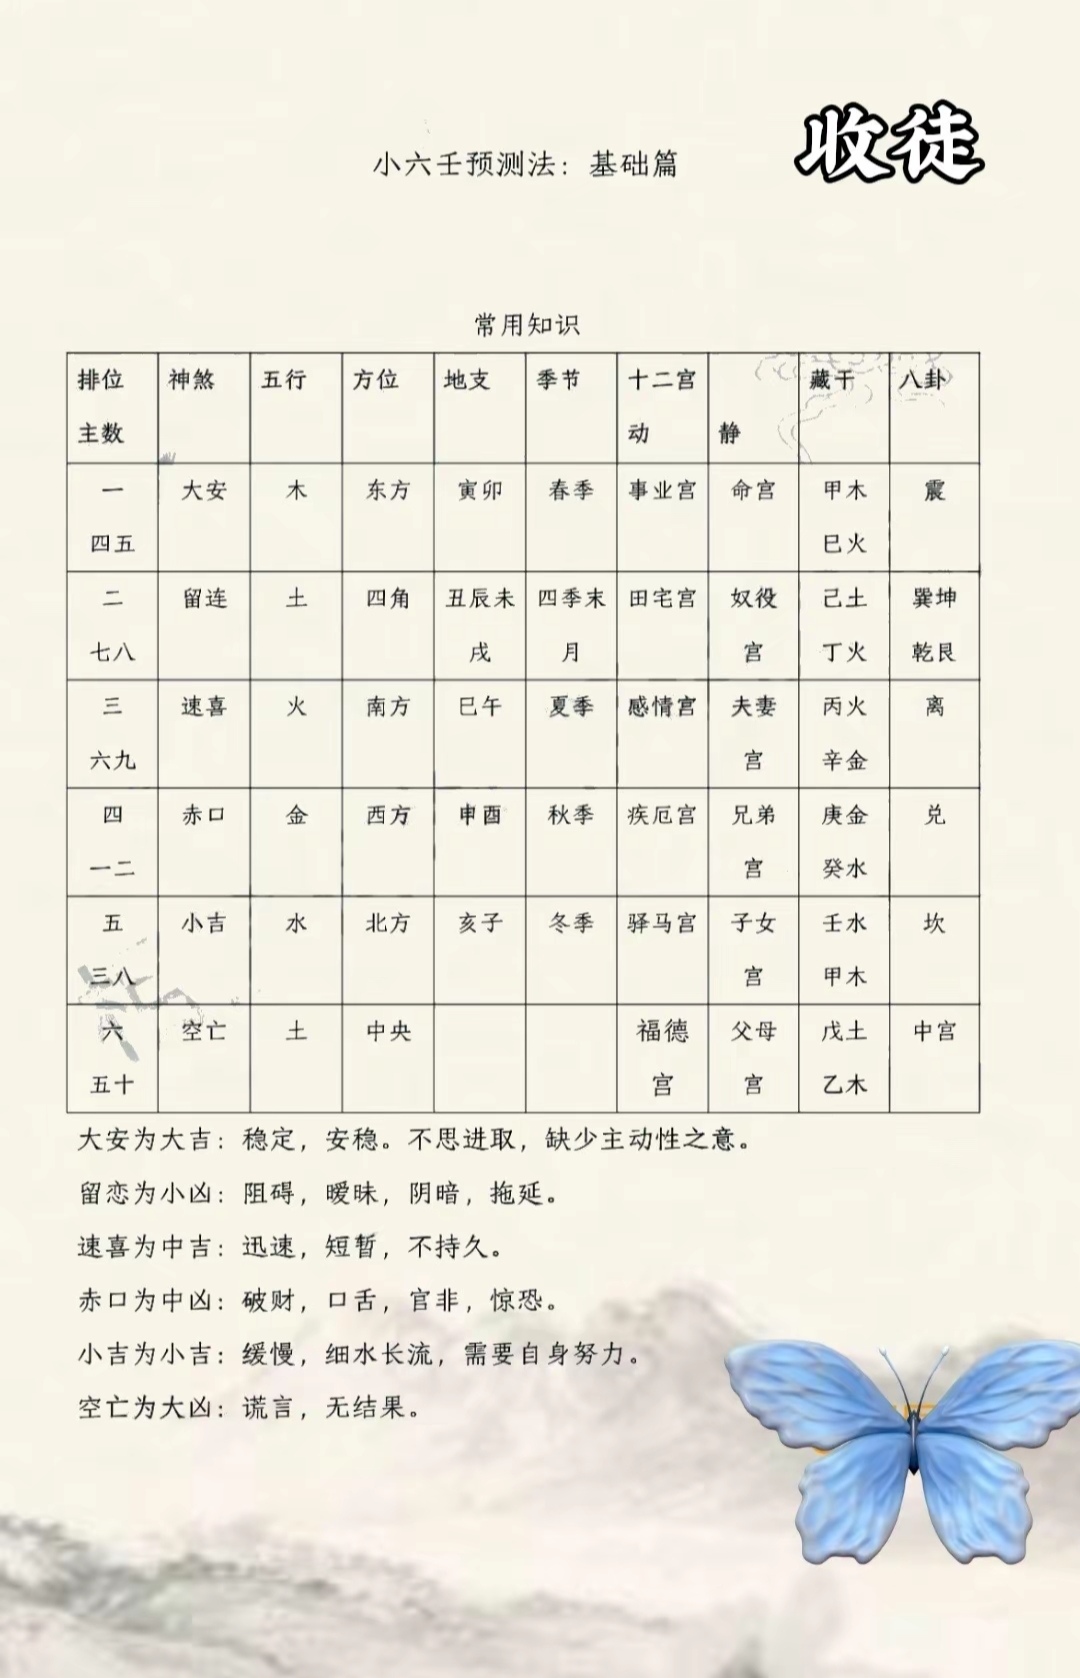 收徒
小六壬预测法：基础篇
常用知识
排位 神煞 五行 方位 地支 季节 十二宫 藏干 八卦
主数 动 静
一 大安 木 东方 寅卯 春季 事业宫 命宫 甲木 震
四五 巳火
二 留连 土 四角 丑辰未 四季末 田宅宫 奴役 己土 巽坤
七八 戌 月 宫 丁火 乾艮
三 速喜 火 南方 巳午 夏季 感情宫 夫妻 丙火 离
六九 宫 辛金
四 赤口 金 西方 申酉 秋季 疾厄宫 兄弟 庚金 兑
一二 宫 癸水
五 小吉 水 北方 亥子 冬季 驿马宫 子女 壬水 坎
三八 宫 甲木
六 空亡 土 中央 福德 父母 戊土 中宫
五十 宫 宫 乙木
大安为大吉：稳定，安稳。不思进取，缺少主动性之意。
留恋为小凶：阻碍，暧昧，阴暗，拖延。
速喜为中吉：迅速，短暂，不持久。
赤口为中凶：破财，口舌，官非，惊恐。
小吉为小吉：缓慢，细水长流，需要自身努力。
空亡为大凶：谎言，无结果。